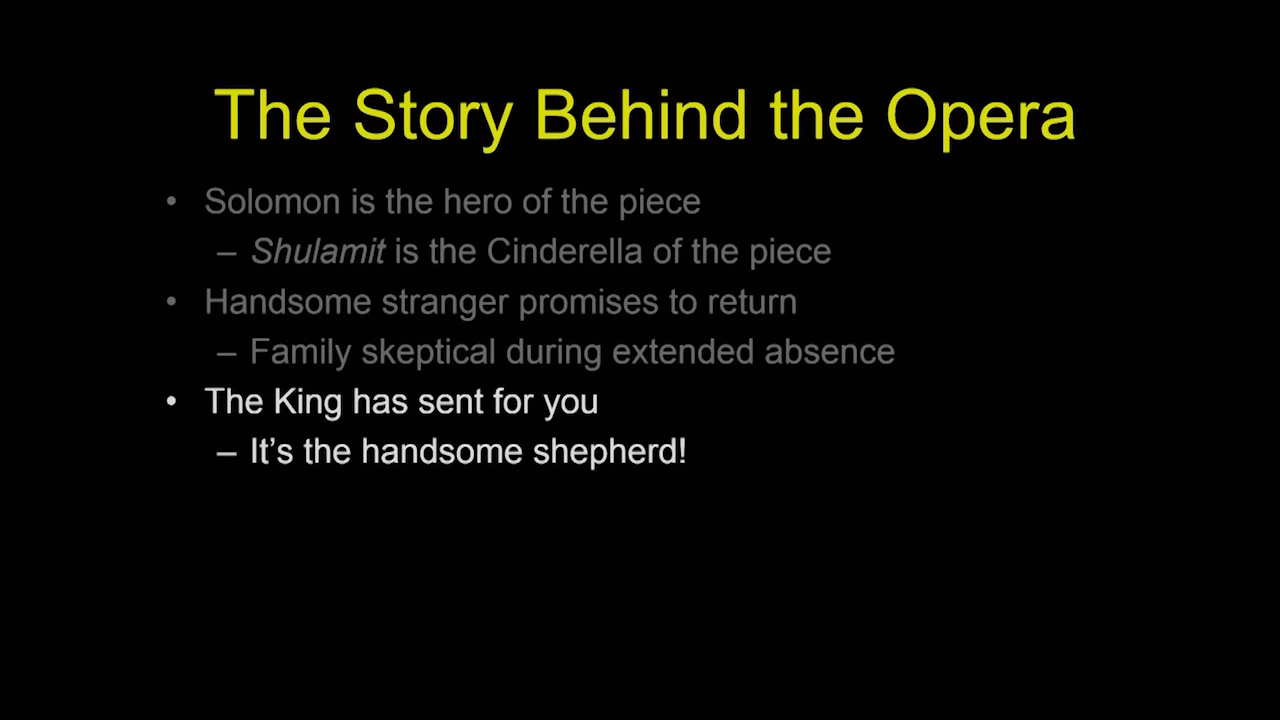 The Story Behind the Opera
• Solomon is the hero of the piece
– Shulamit is the Cinderella of the piece
• Handsome stranger promises to return
– Family skeptical during extended absence
• The King has sent for you
– It’s the handsome shepherd!